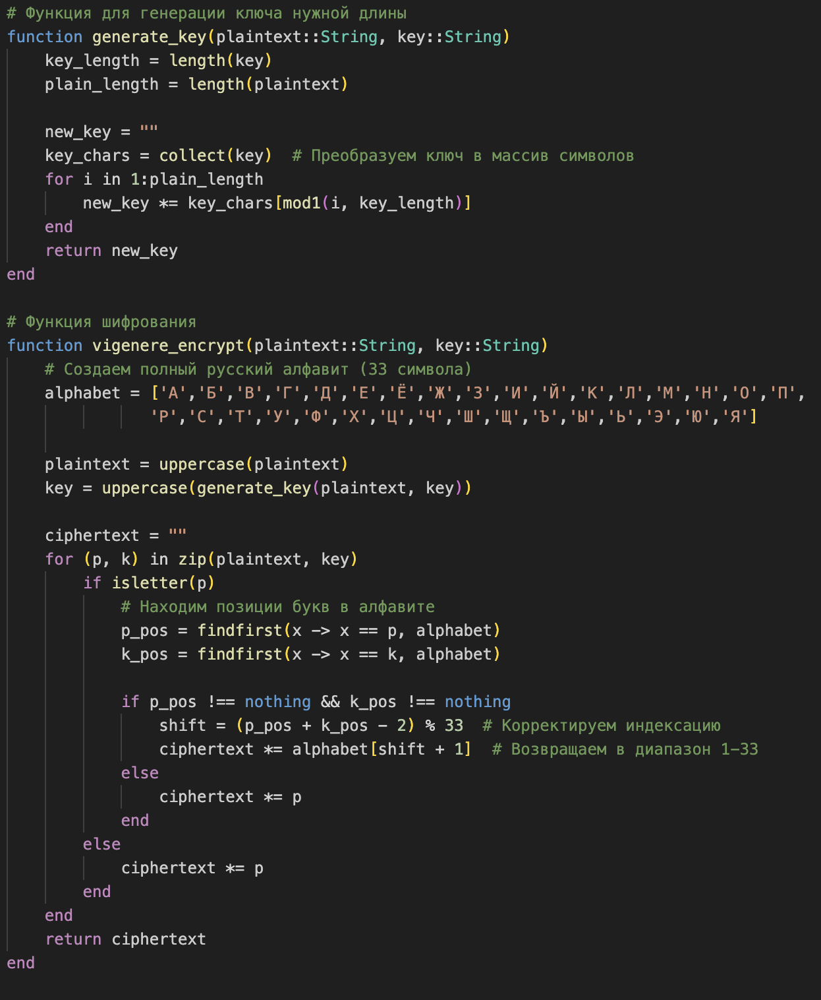 # Функция для генерации ключа нужной длины
function generate_key(plaintext::String, key::String)
    key_length = length(key)
    plain_length = length(plaintext)

    new_key = ""
    key_chars = collect(key)  # Преобразуем ключ в массив символов
    for i in 1:plain_length
        new_key *= key_chars[mod1(i, key_length)]
    end
    return new_key
end

# Функция шифрования
function vigenere_encrypt(plaintext::String, key::String)
    # Создаем полный русский алфавит (33 символа)
    alphabet = ['А','Б','В','Г','Д','Е','Ё','Ж','З','И','Й','К','Л','М','Н','О','П',
               'Р','С','Т','У','Ф','Х','Ц','Ч','Ш','Щ','Ъ','Ы','Ь','Э','Ю','Я']

    plaintext = uppercase(plaintext)
    key = uppercase(generate_key(plaintext, key))

    ciphertext = ""
    for (p, k) in zip(plaintext, key)
        if isletter(p)
            # Находим позиции букв в алфавите
            p_pos = findfirst(x -> x == p, alphabet)
            k_pos = findfirst(x -> x == k, alphabet)

            if p_pos !== nothing && k_pos !== nothing
                shift = (p_pos + k_pos - 2) % 33  # Корректируем индексацию
                ciphertext *= alphabet[shift + 1]  # Возвращаем в диапазон 1-33
            else
                ciphertext *= p
            end
        else
            ciphertext *= p
        end
    end
    return ciphertext
end